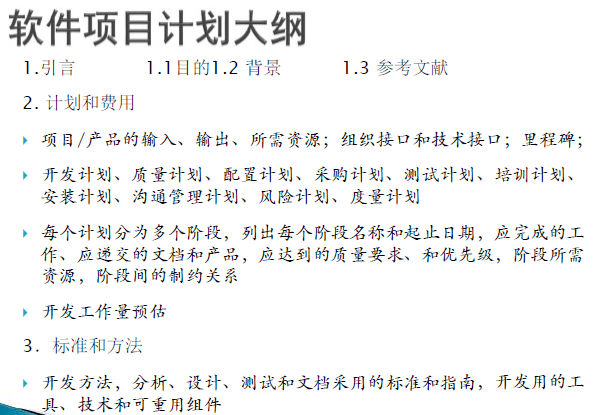 软件项目计划大纲
1.引言 1.1目的1.2 背景 1.3 参考文献
2. 计划和费用
项目/产品的输入、输出、所需资源；组织接口和技术接口；里程碑；
开发计划、质量计划、配置计划、采购计划、测试计划、培训计划、
安装计划、沟通管理计划、风险计划、度量计划
每个计划分为多个阶段，列出每个阶段名称和起止日期，应完成的工
作、应递交的文档和产品，应达到的质量要求、和优先级，阶段所需
资源，阶段间的制约关系
开发工作量预估
3．标准和方法
开发方法，分析、设计、测试和文档采用的标准和指南，开发用的工
具、技术和可重用组件